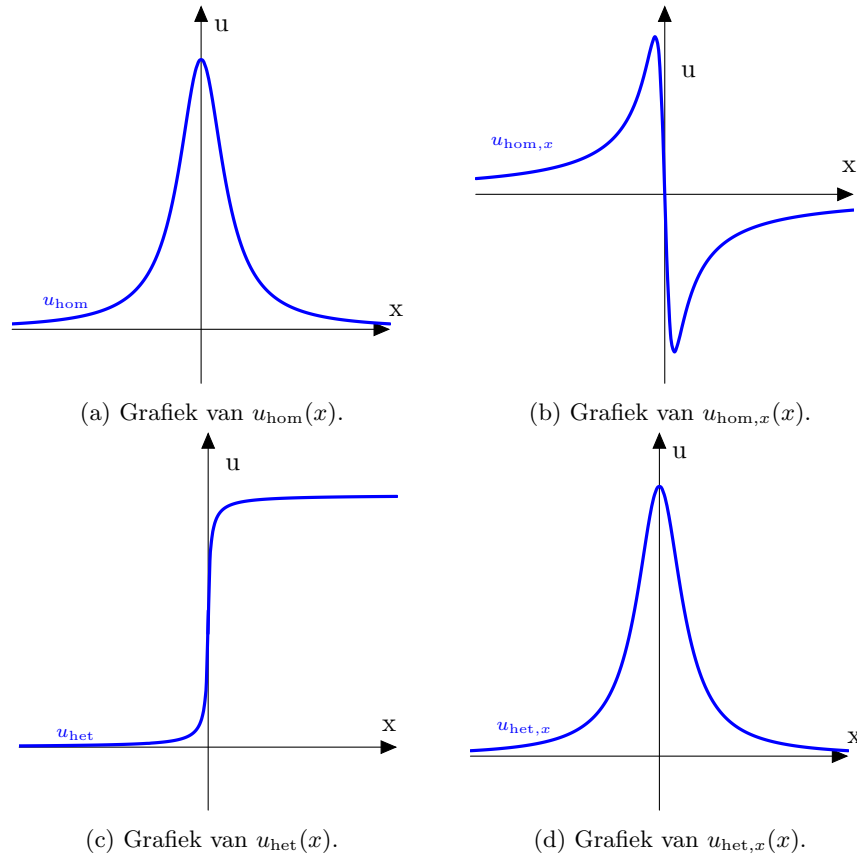 u
u_hom
x
(a) Grafiek van u_hom(x).
u
u_hom,x
x
(b) Grafiek van u_hom,x(x).
u
u_het
x
(c) Grafiek van u_het(x).
u
u_het,x
x
(d) Grafiek van u_het,x(x).